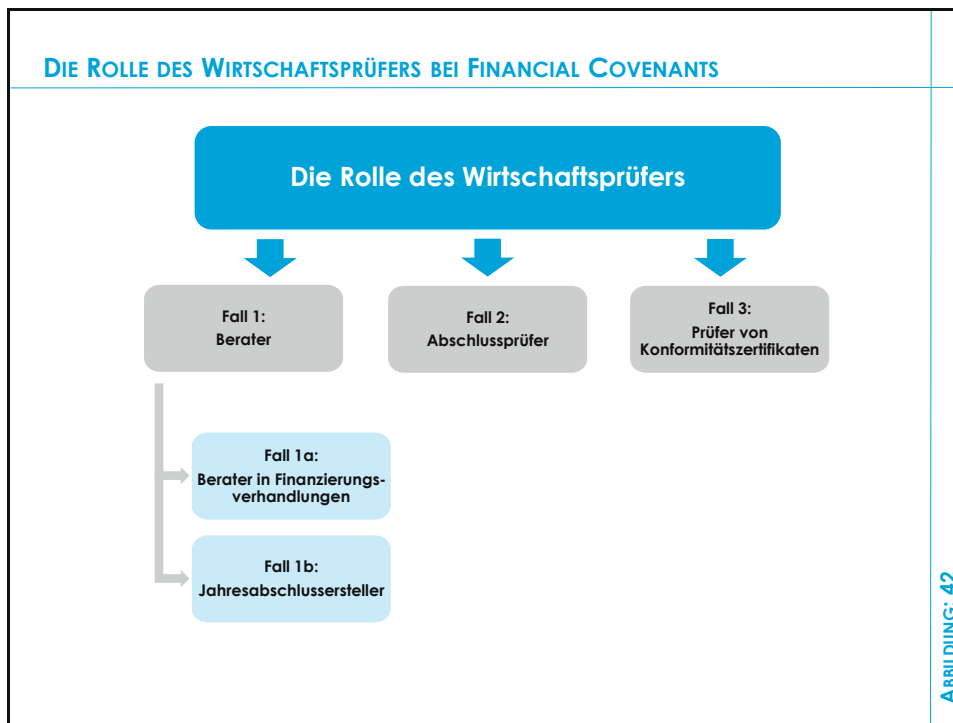 DIE ROLLE DES WIRTSCHAFTSPRÜFERS BEI FINANCIAL COVENANTS
Die Rolle des Wirtschaftsprüfers
Fall 1:
Berater
Fall 2:
Abschlussprüfer
Fall 3:
Prüfer von
Konformitätszertifikaten
Fall 1a:
Berater in Finanzierungs-
verhandlungen
Fall 1b:
Jahresabschlussersteller
ABBILDUNG: 42